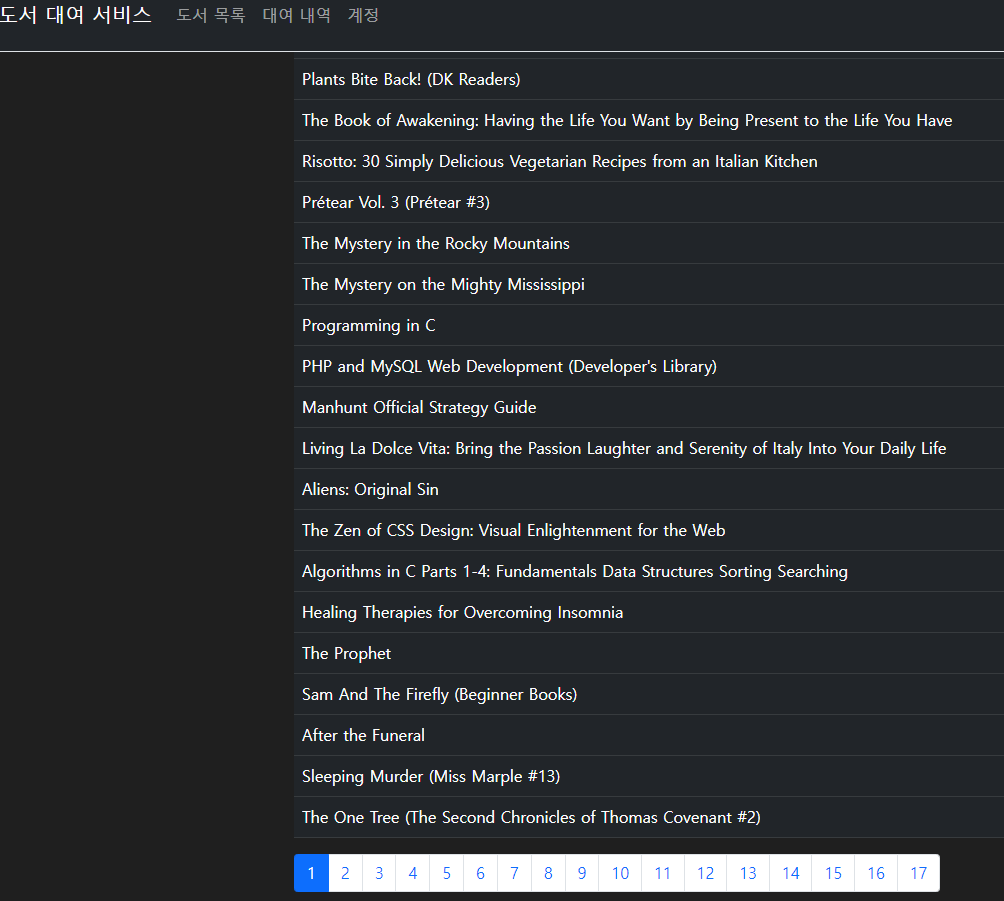 도서 대여 서비스 도서 목록 대여 내역 계정
Plants Bite Back! (DK Readers)
The Book of Awakening: Having the Life You Want by Being Present to the Life You Have
Risotto: 30 Simply Delicious Vegetarian Recipes from an Italian Kitchen
Prétear Vol. 3 (Prétear #3)
The Mystery in the Rocky Mountains
The Mystery on the Mighty Mississippi
Programming in C
PHP and MySQL Web Development (Developer's Library)
Manhunt Official Strategy Guide
Living La Dolce Vita: Bring the Passion Laughter and Serenity of Italy Into Your Daily Life
Aliens: Original Sin
The Zen of CSS Design: Visual Enlightenment for the Web
Algorithms in C Parts 1-4: Fundamentals Data Structures Sorting Searching
Healing Therapies for Overcoming Insomnia
The Prophet
Sam And The Firefly (Beginner Books)
After the Funeral
Sleeping Murder (Miss Marple #13)
The One Tree (The Second Chronicles of Thomas Covenant #2)
1 2 3 4 5 6 7 8 9 10 11 12 13 14 15 16 17